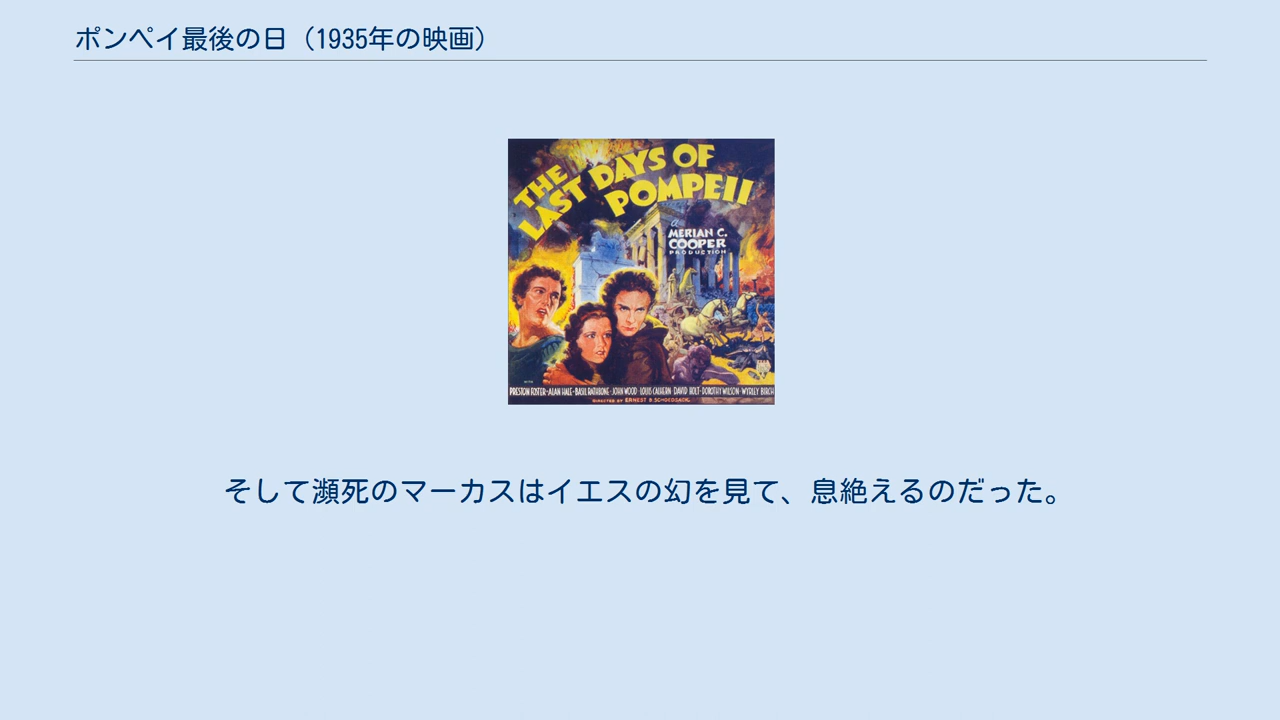 ポンペイ最後の日（1935年の映画）
THE
LAST DAYS OF
POMPEII
a
MERIAN C.
COOPER
PRODUCTION
PRESTON FOSTER · ALAN HALE · BASIL RATHBONE · JOHN WOOD · LOUIS CALHERN DAVID HOLT · DOROTHY WILSON · WYRLEY BIRCH
DIRECTED BY ERNEST B. SCHOEDSACK
そして瀕死のマーカスはイエスの幻を見て、息絶えるのだった。